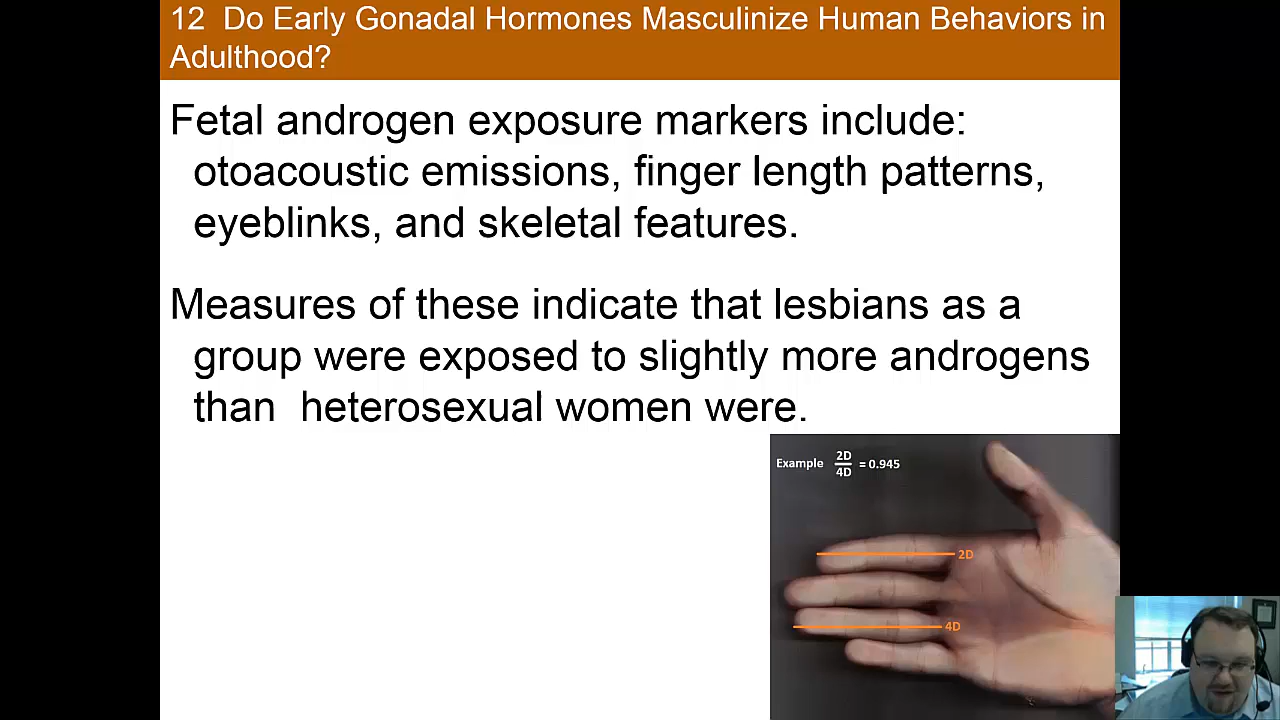 12  Do Early Gonadal Hormones Masculinize Human Behaviors in
Adulthood?
Fetal androgen exposure markers include:
otoacoustic emissions, finger length patterns,
eyeblinks, and skeletal features.
Measures of these indicate that lesbians as a
group were exposed to slightly more androgens
than  heterosexual women were.
Example 2D/4D = 0.945
2D
4D